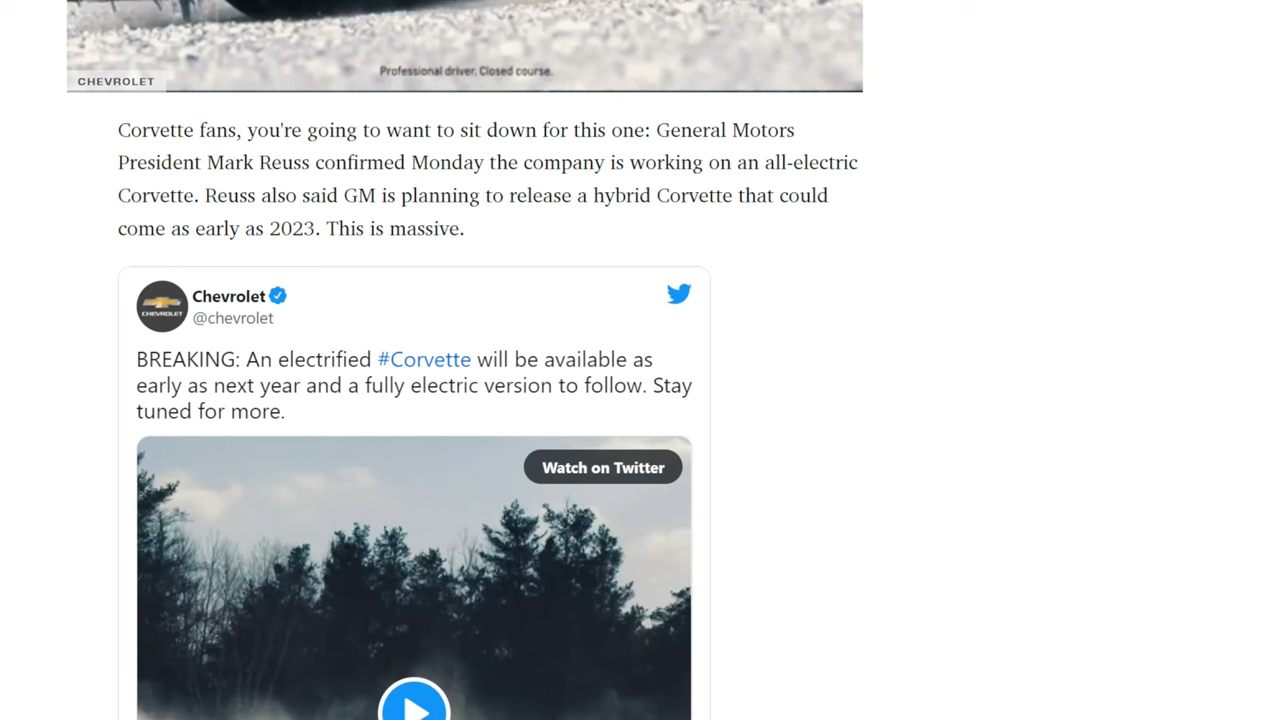 Professional driver. Closed course.
CHEVROLET
Corvette fans, you're going to want to sit down for this one: General Motors
President Mark Reuss confirmed Monday the company is working on an all-electric
Corvette. Reuss also said GM is planning to release a hybrid Corvette that could
come as early as 2023. This is massive.
CHEVROLET
Chevrolet
@chevrolet
BREAKING: An electrified #Corvette will be available as
early as next year and a fully electric version to follow. Stay
tuned for more.
Watch on Twitter